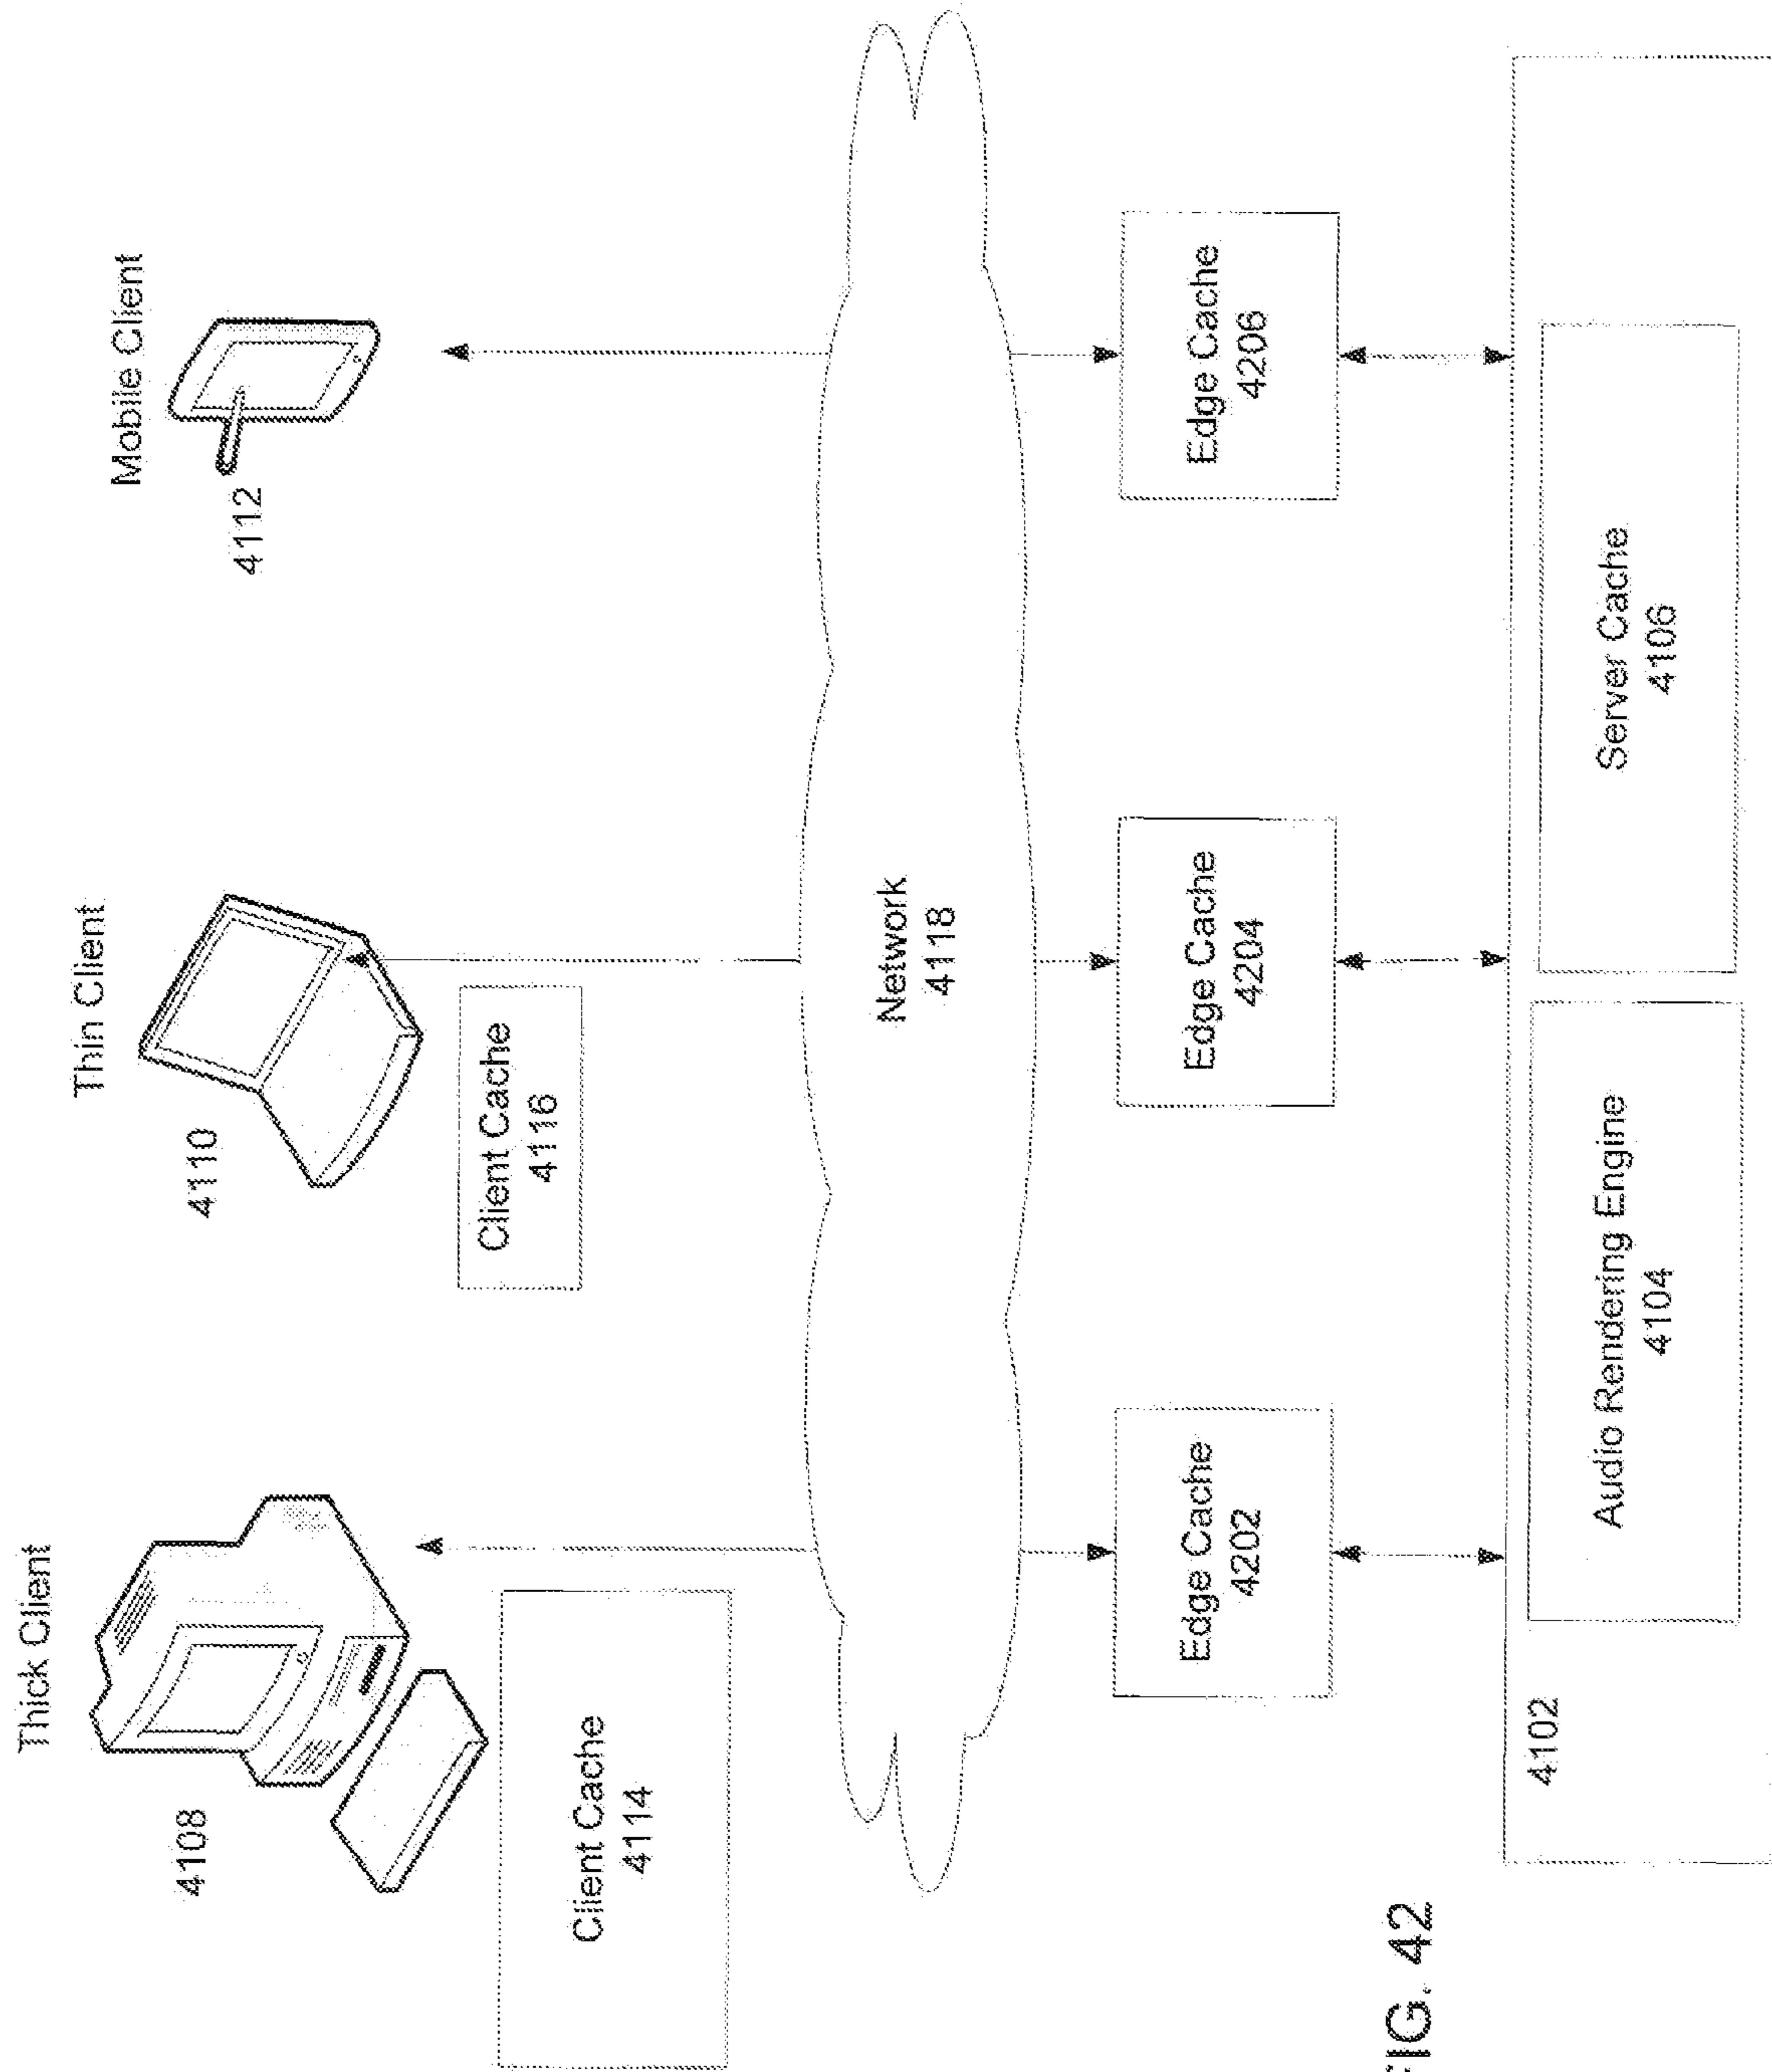 Thick Client
Thin Client
Mobile Client
4108
4110
4112
Client Cache
4114
Client Cache
4116
Network
4118
Edge Cache
4202
Edge Cache
4204
Edge Cache
4206
4102
Audio Rendering Engine
4104
Server Cache
4106
FIG. 42